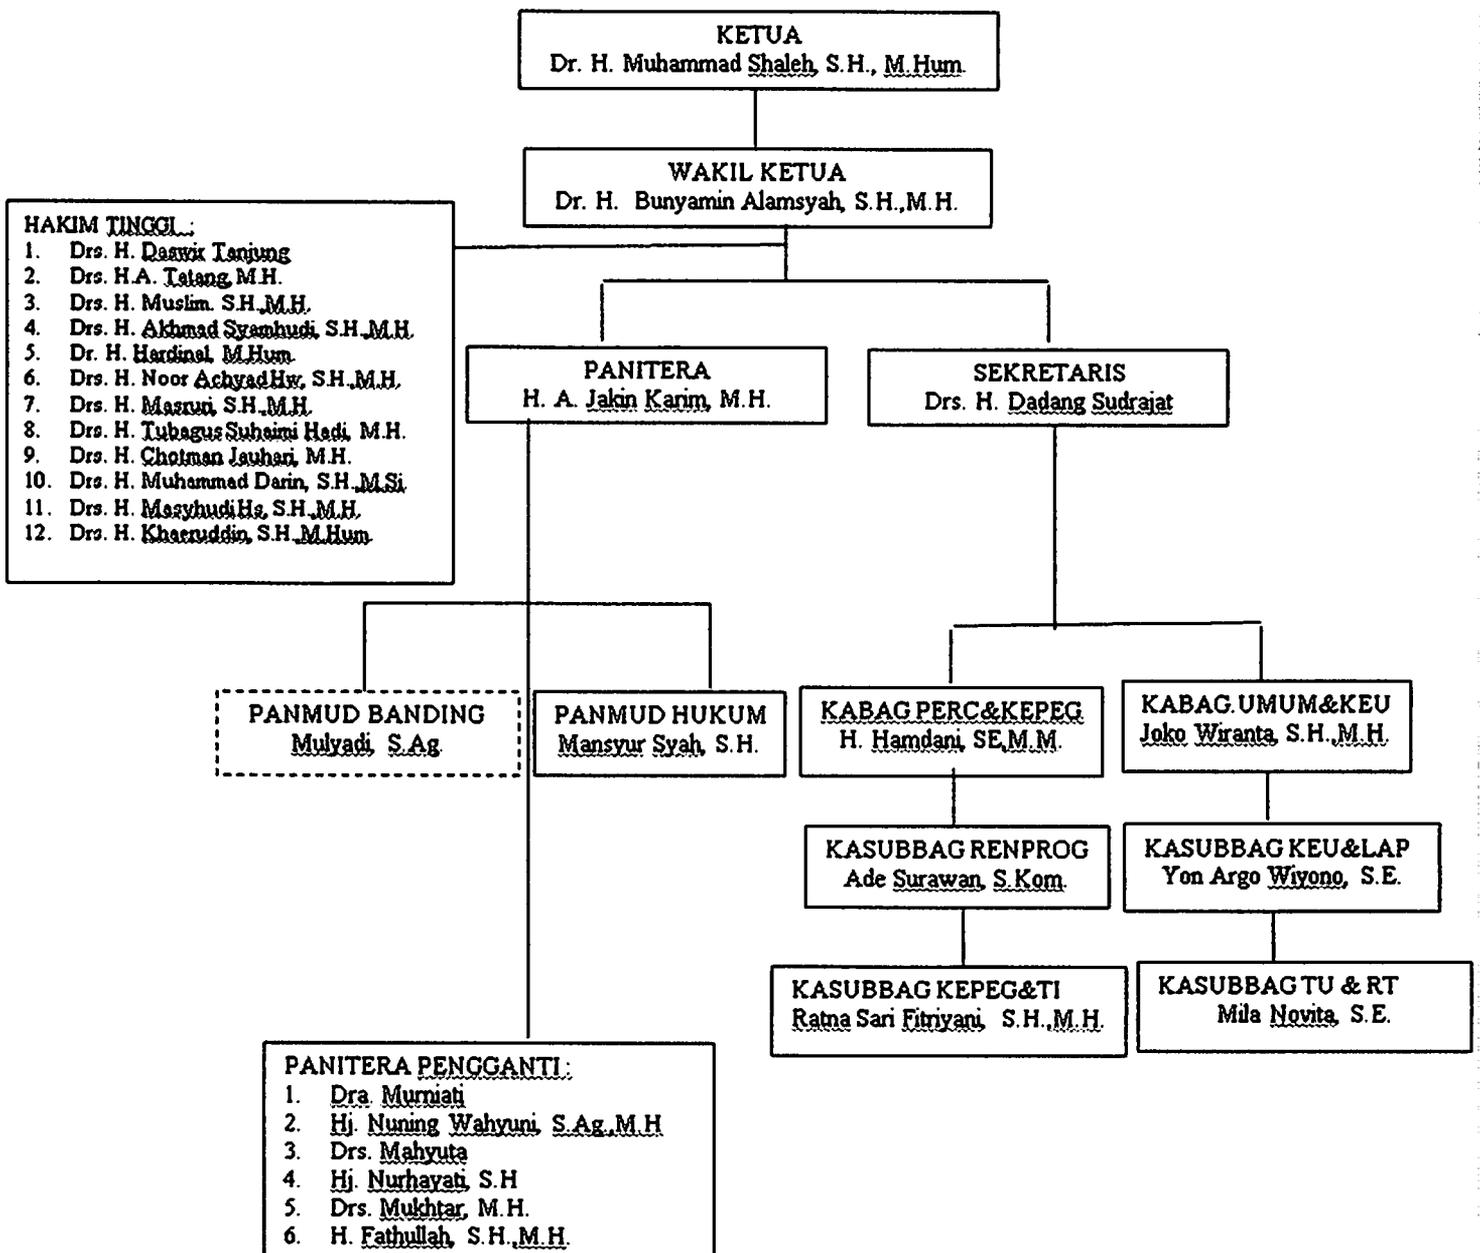 KETUA
Dr. H. Muhammad Shaleh, S.H., M.Hum.
WAKIL KETUA
Dr. H. Bunyamin Alamsyah, S.H.,M.H.
HAKIM TINGGI :
1. Drs. H. Daswir Tanjung
2. Drs. H.A. Tatang, M.H.
3. Drs. H. Muslim. S.H.,M.H.
4. Drs. H. Akhmad Syamhudi, S.H.,M.H.
5. Dr. H. Hardinal, M.Hum.
6. Drs. H. Noor AchyadHw, S.H.,M.H.
7. Drs. H. Masruri, S.H.,M.H.
8. Drs. H. Tubagus Suhaimi Hadi, M.H.
9. Drs. H. Chotman Jauhari, M.H.
10. Drs. H. Muhammad Darin, S.H.,M.Si.
11. Drs. H. MasyhudiHs, S.H.,M.H.
12. Drs. H. Khaeruddin, S.H.,M.Hum.
PANITERA
H. A. Jakin Karim, M.H.
SEKRETARIS
Drs. H. Dadang Sudrajat
PANMUD BANDING
Mulyadi, S.Ag.
PANMUD HUKUM
Mansyur Syah, S.H.
KABAG PERC&KEPEG
H. Hamdani, SE,M.M.
KABAG.UMUM&KEU
Joko Wiranta, S.H.,M.H.
KASUBBAG RENPROG
Ade Surawan, S.Kom.
KASUBBAG KEU&LAP
Yon Argo Wiyono, S.E.
KASUBBAG KEPEG&TI
Ratna Sari Fitriyani, S.H.,M.H.
KASUBBAG TU & RT
Mila Novita, S.E.
PANITERA PENGGANTI :
1. Dra. Murniati
2. Hj. Nuning Wahyuni, S.Ag.,M.H
3. Drs. Mahyuta
4. Hj. Nurhayati, S.H
5. Drs. Mukhtar, M.H.
6. H. Fathullah, S.H.,M.H.